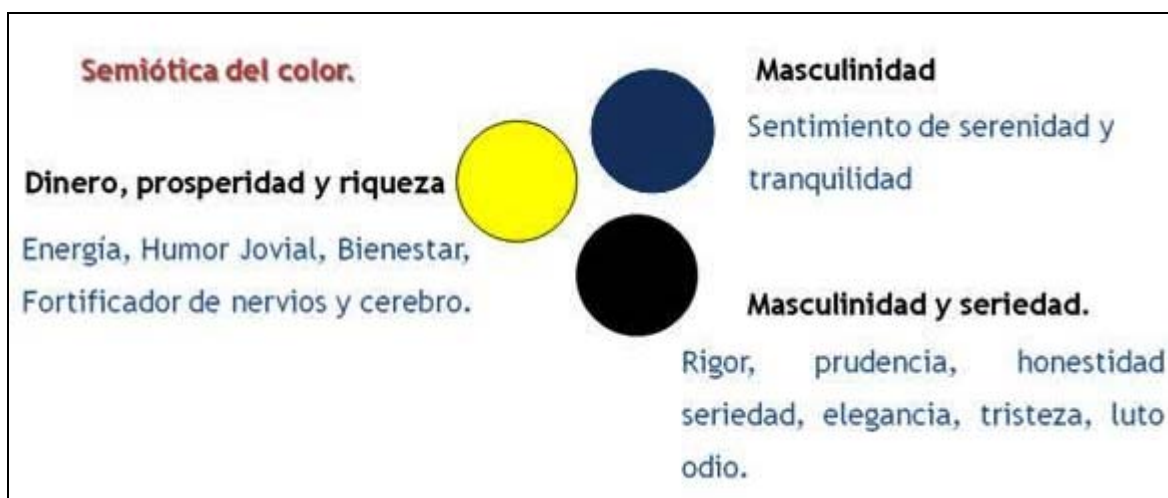 Semiótica del color.
Masculinidad
Sentimiento de serenidad y
tranquilidad
Dinero, prosperidad y riqueza
Energía, Humor Jovial, Bienestar,
Fortificador de nervios y cerebro.
Masculinidad y seriedad.
Rigor, prudencia, honestidad
seriedad, elegancia, tristeza, luto
odio.